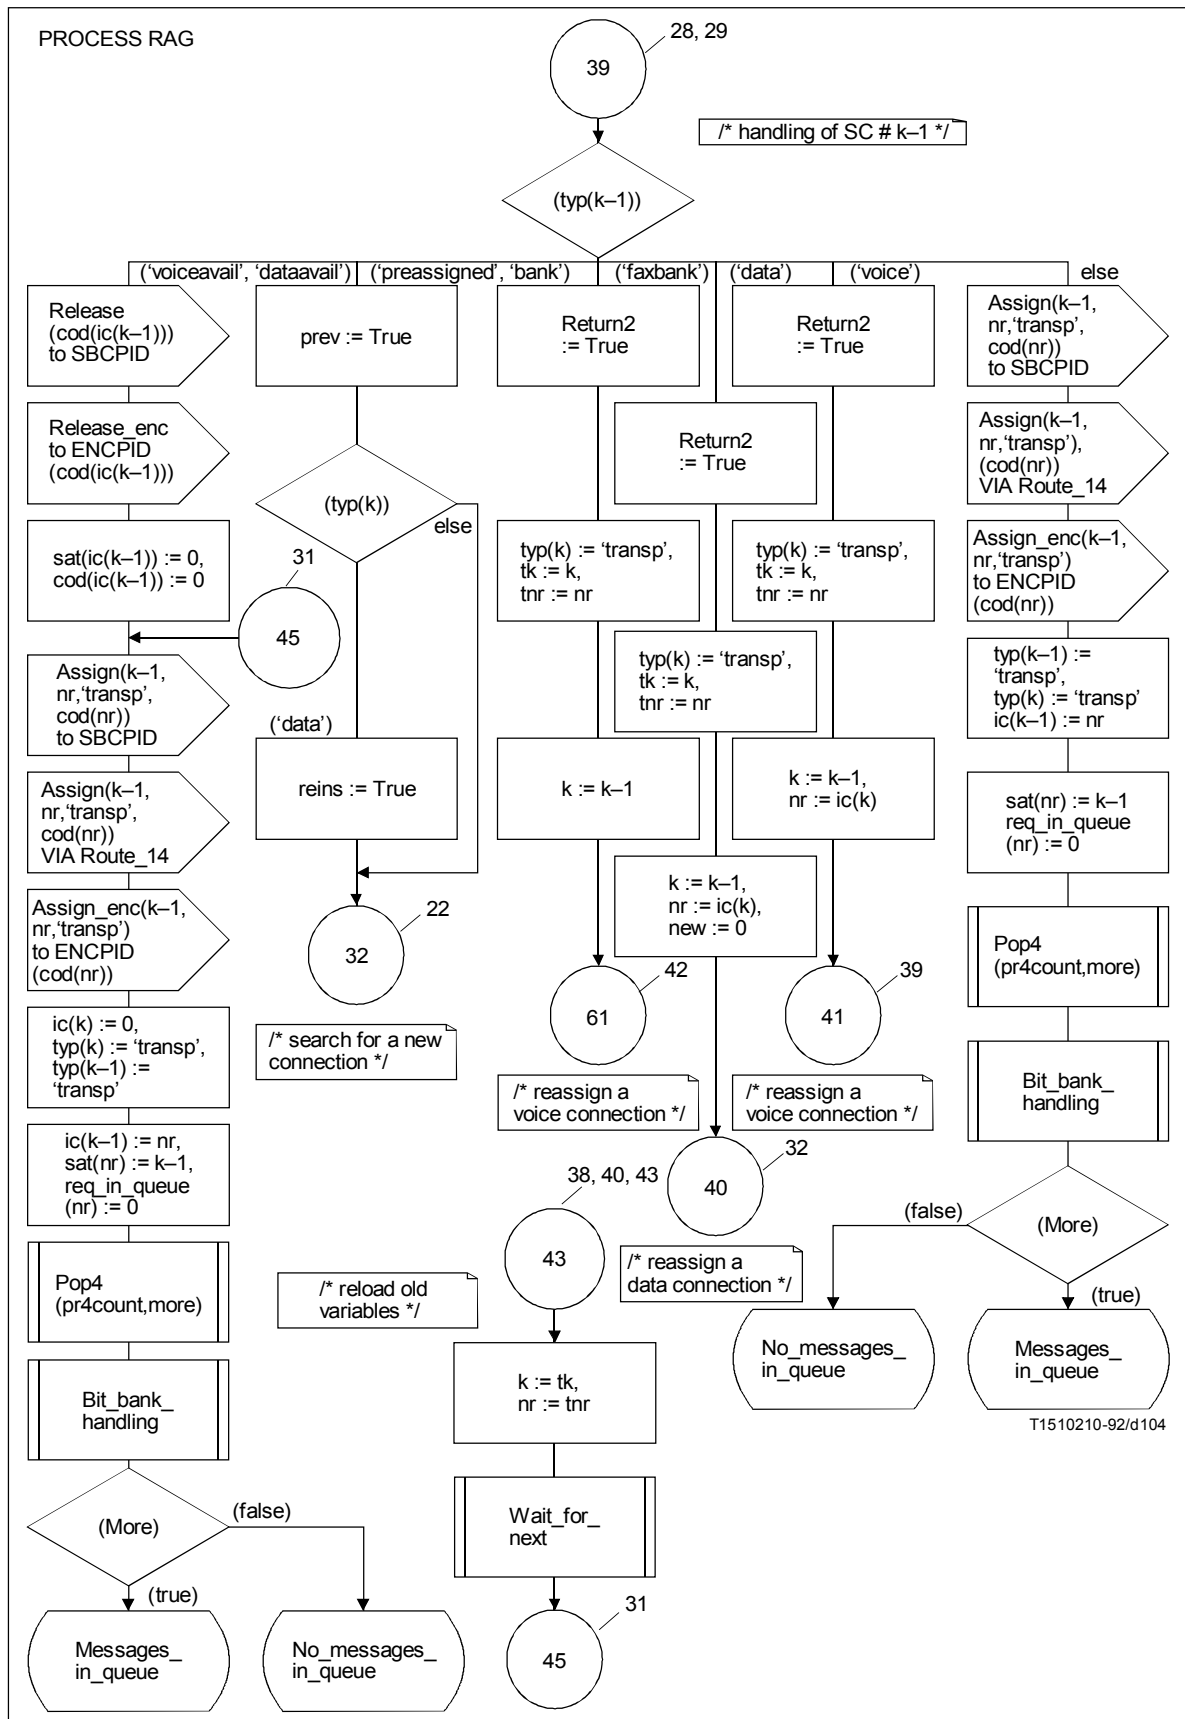 PROCESS RAG
28, 29
39
/* handling of SC # k–1 */
(typ(k–1))
(‘voiceavail’, ‘dataavail’)
(‘preassigned’, ‘bank’)
(‘faxbank’)
(‘data’)
(‘voice’)
else
Release
(cod(ic(k–1)))
to SBCPID
Release_enc
to ENCPID
(cod(ic(k–1)))
sat(ic(k–1)) := 0,
cod(ic(k–1)) := 0
31
45
Assign(k–1,
nr,‘transp’,
cod(nr))
to SBCPID
Assign(k–1,
nr,‘transp’,
cod(nr))
VIA Route_14
Assign_enc(k–1,
nr,‘transp’)
to ENCPID
(cod(nr))
ic(k) := 0,
typ(k) := ‘transp’,
typ(k–1) :=
‘transp’
ic(k–1) := nr,
sat(nr) := k–1,
req_in_queue
(nr) := 0
Pop4
(pr4count,more)
Bit_bank_
handling
(More)
(false)
(true)
Messages_
in_queue
No_messages_
in_queue
prev := True
(typ(k))
else
(‘data’)
reins := True
22
32
/* search for a new
connection */
Return2
:= True
typ(k) := ‘transp’,
tk := k,
tnr := nr
k := k–1
42
61
/* reassign a
voice connection */
Return2
:= True
typ(k) := ‘transp’,
tk := k,
tnr := nr
k := k–1,
nr := ic(k),
new := 0
32
40
/* reassign a
data connection */
Return2
:= True
typ(k) := ‘transp’,
tk := k,
tnr := nr
k := k–1,
nr := ic(k)
39
41
/* reassign a
voice connection */
38, 40, 43
43
/* reload old
variables */
k := tk,
nr := tnr
Wait_for_
next
31
45
Assign(k–1,
nr,‘transp’,
cod(nr))
to SBCPID
Assign(k–1,
nr,‘transp’),
(cod(nr))
VIA Route_14
Assign_enc(k–1,
nr,‘transp’)
to ENCPID
(cod(nr))
typ(k–1) :=
‘transp’,
typ(k) := ‘transp’
ic(k–1) := nr
sat(nr) := k–1
req_in_queue
(nr) := 0
Pop4
(pr4count,more)
Bit_bank_
handling
(More)
(false)
(true)
No_messages_
in_queue
Messages_
in_queue
T1510210-92/d104